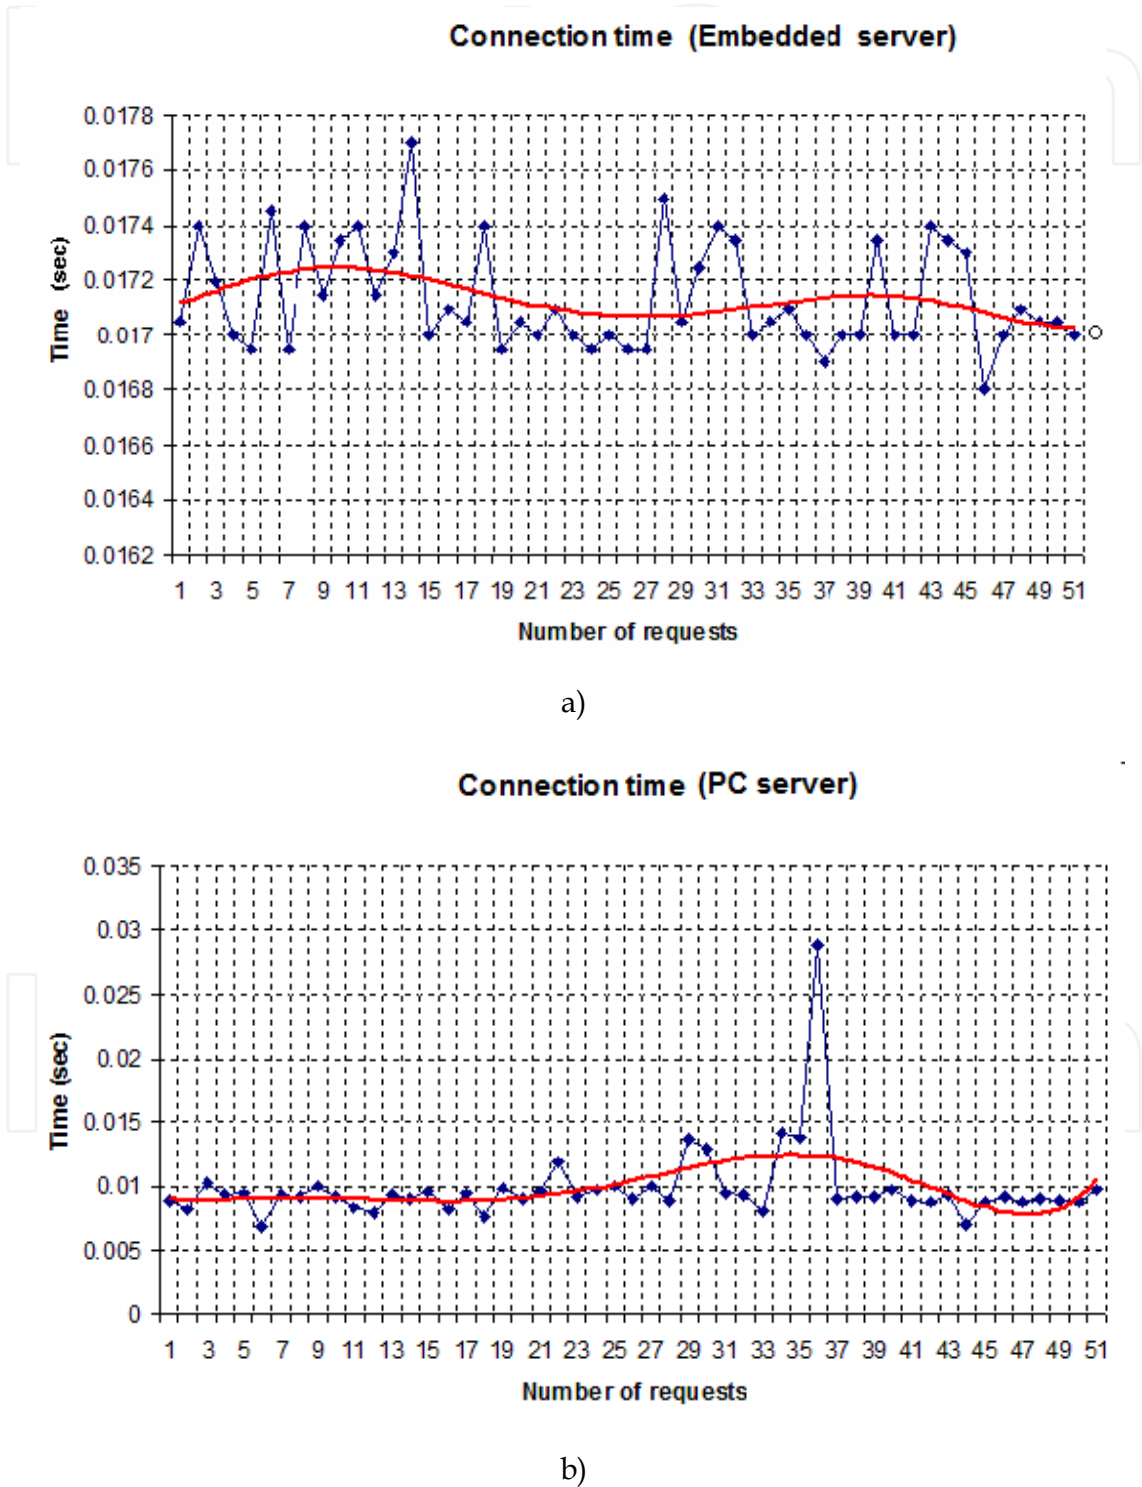 Connection time (Embedded server)
0.0178
0.0176
0.0174
0.0172
0.017
0.0168
0.0166
0.0164
0.0162
Time (sec)
1 3 5 7 9 11 13 15 17 19 21 23 25 27 29 31 33 35 37 39 41 43 45 47 49 51
Number of requests
a)
Connection time (PC server)
0.035
0.03
0.025
0.02
0.015
0.01
0.005
0
Time (sec)
1 3 5 7 9 11 13 15 17 19 21 23 25 27 29 31 33 35 37 39 41 43 45 47 49 51
Number of requests
b)